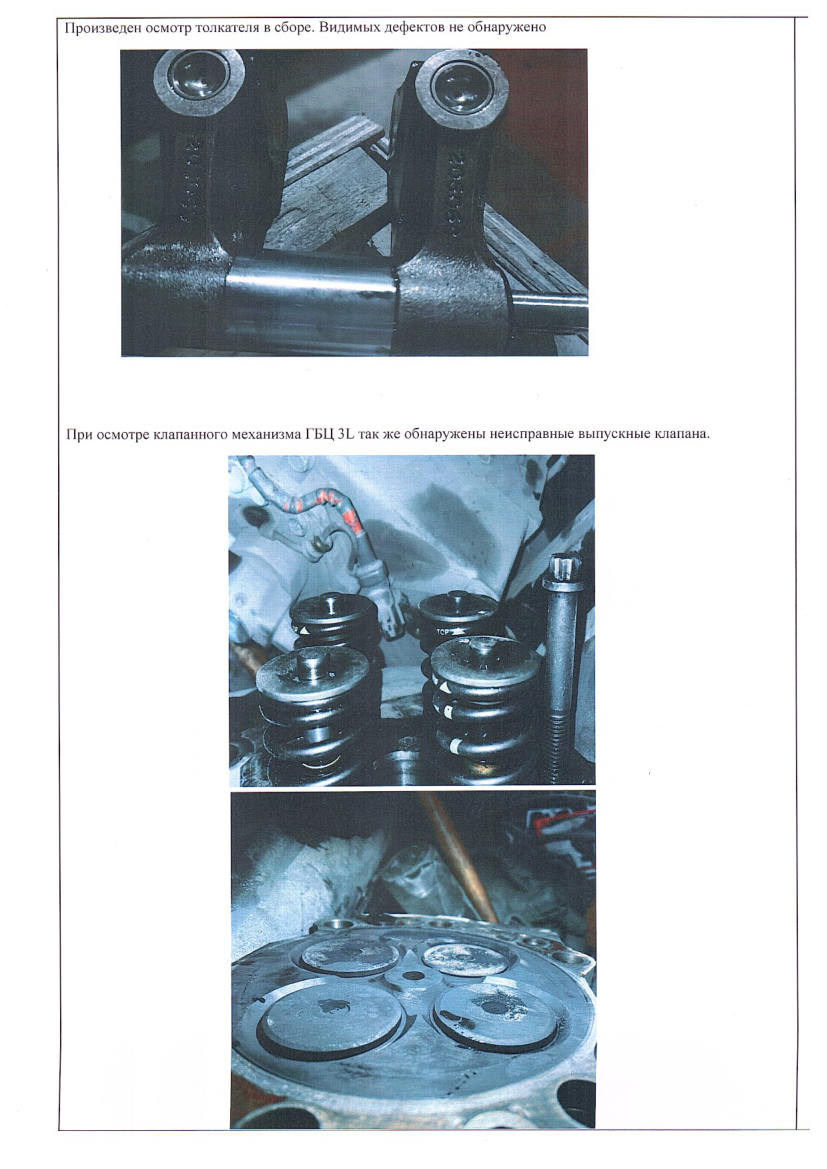 Произведен осмотр толкателя в сборе. Видимых дефектов не обнаружено
При осмотре клапанного механизма ГБЦ 3L так же обнаружены неисправные выпускные клапана.
TOP